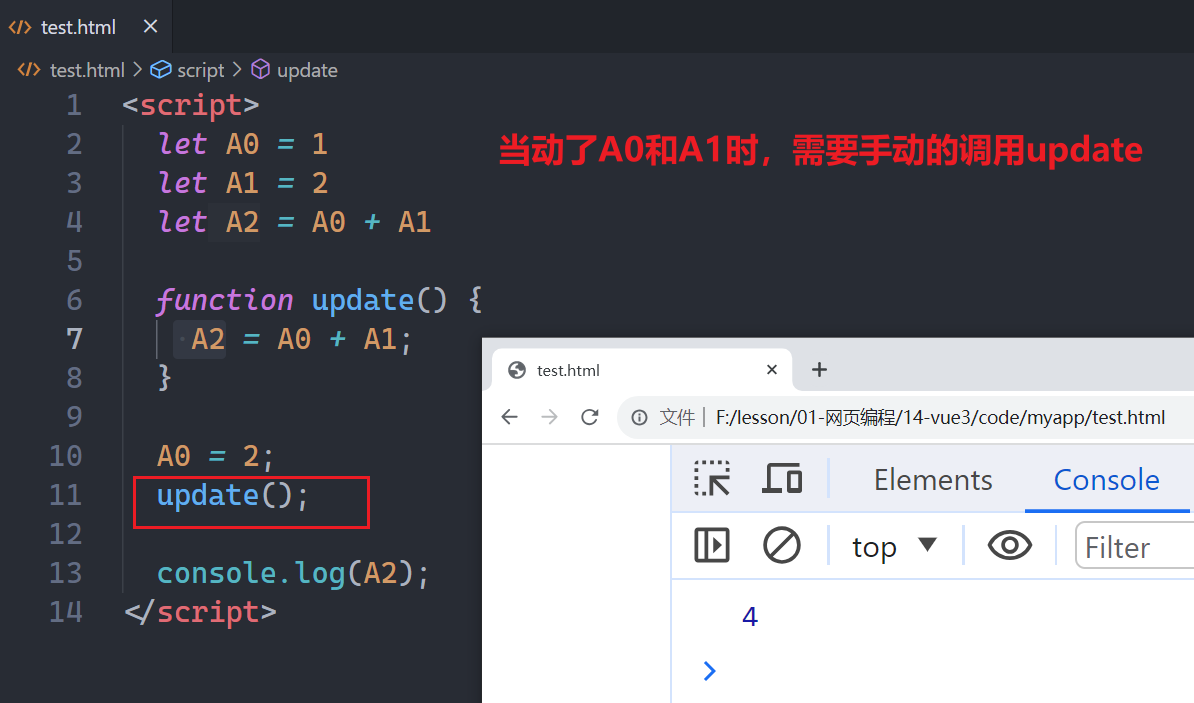 test.html
test.html > script > update
1 <script>
2 let A0 = 1
3 let A1 = 2
4 let A2 = A0 + A1
5
6 function update() {
7 A2 = A0 + A1;
8 }
9
10 A0 = 2;
11 update();
12
13 console.log(A2);
14 </script>
当动了A0和A1时，需要手动的调用update
test.html
文件 | F:/lesson/01-网页编程/14-vue3/code/myapp/test.html
Elements Console
top Filter
4